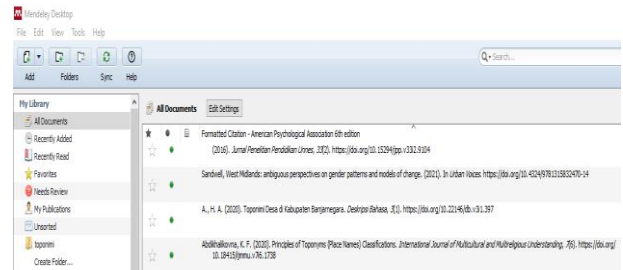 Mendeley Desktop
File Edit View Tools Help
Search...
Add Folders Sync Help
My Library
All Documents
Recently Added
Recently Read
Favorites
Needs Review
My Publications
Unsorted
toponimi
Create Folder...
All Documents Edit Settings
Formatted Citation - American Psychological Association 6th edition
(2016). Jurnal Penelitian Pendidikan Unnes, 33(2). https://doi.org/10.15294/jpp.v33i2.9104
Sandwell, West Midlands: ambiguous perspectives on gender patterns and models of change. (2021). In Urban Voices. https://doi.org/10.4324/9781315832470-14
A., H. A. (2020). Toponimi Desa di Kabupaten Banjarnegara. Deskripsi Bahasa, 3(1). https://doi.org/10.22146/db.v3i1.397
Abdikhalikovna, K. F. (2020). Principles of Toponyms (Place Names) Classifications. International Journal of Multicultural and Multireligious Understanding, 7(6). https://doi.org/
10.18415/ijmmu.v7i6.1738